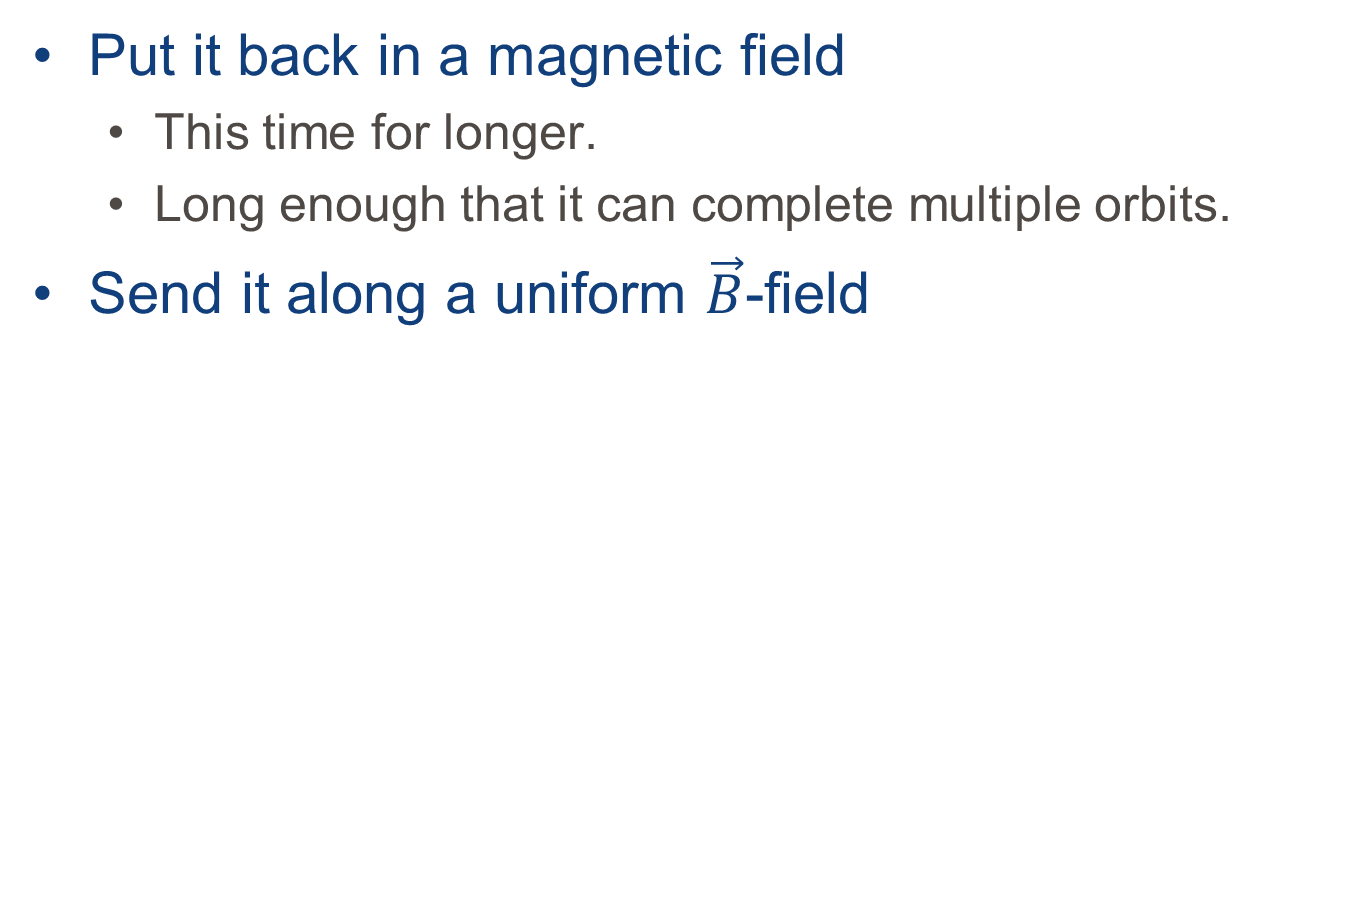 • Put it back in a magnetic field
• This time for longer.
• Long enough that it can complete multiple orbits.
• Send it along a uniform $\overrightarrow{B}$-field